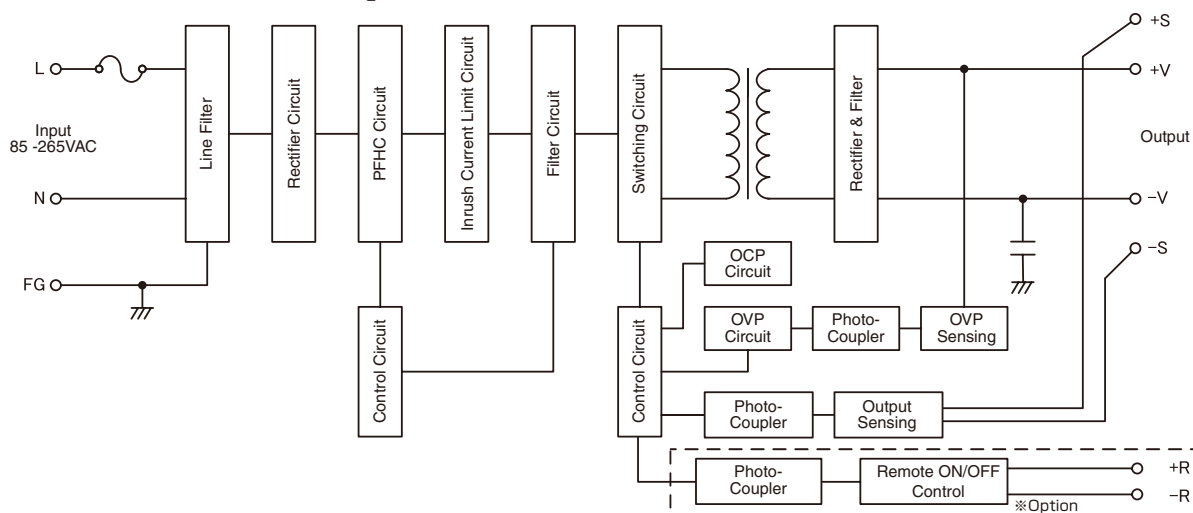 L
Input
85 -265VAC
N
FG
Line Filter
Rectifier Circuit
PFHC Circuit
Inrush Current Limit Circuit
Filter Circuit
Switching Circuit
Rectifier & Filter
+S
+V
Output
−V
−S
Control Circuit
Control Circuit
OCP
Circuit
OVP
Circuit
Photo-
Coupler
OVP
Sensing
Photo-
Coupler
Output
Sensing
Photo-
Coupler
Remote ON/OFF
Control
+R
−R
※Option